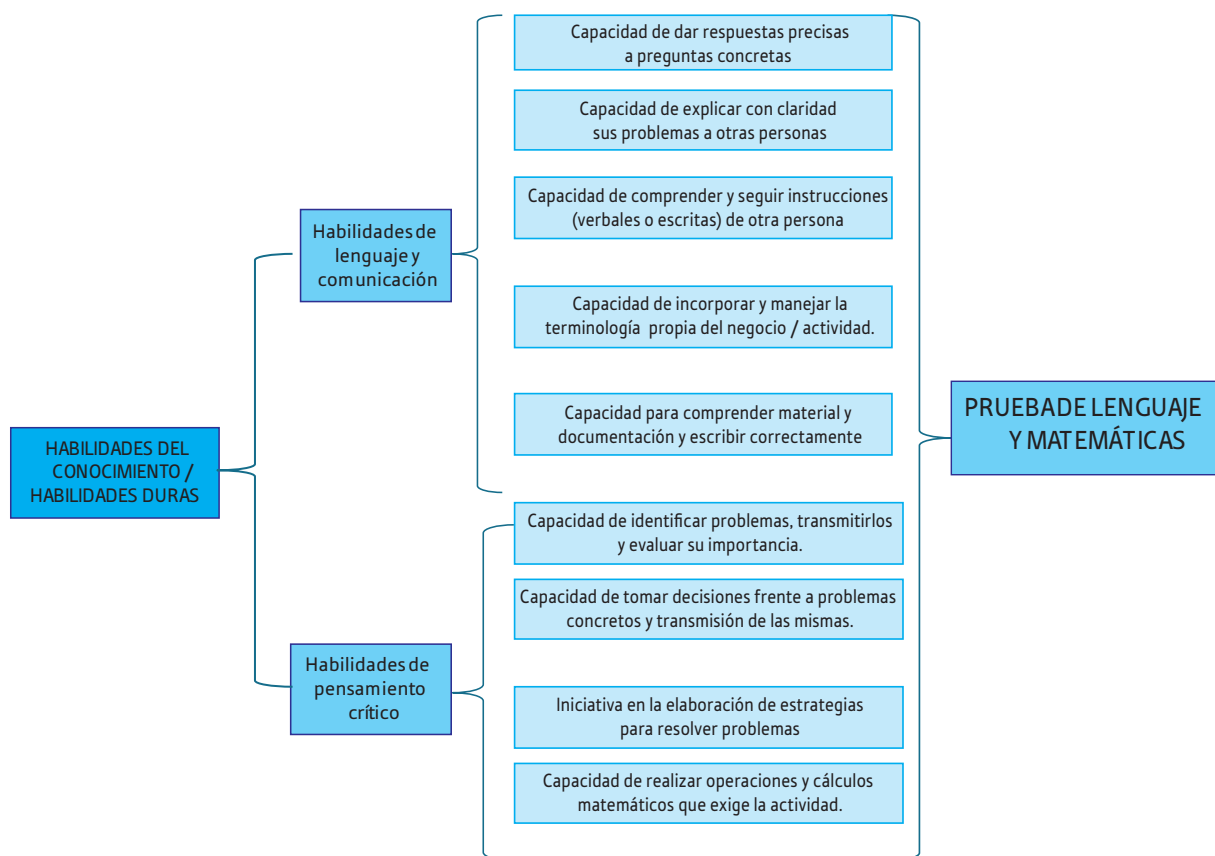 HABILIDADES DEL
CONOCIMIENTO /
HABILIDADES DURAS
Habilidades de
lenguaje y
comunicación
Capacidad de dar respuestas precisas
a preguntas concretas
Capacidad de explicar con claridad
sus problemas a otras personas
Capacidad de comprender y seguir instrucciones
(verbales o escritas) de otra persona
Capacidad de incorporar y manejar la
terminología propia del negocio / actividad.
Capacidad para comprender material y
documentación y escribir correctamente
Habilidades de
pensamiento
crítico
Capacidad de identificar problemas, transmitirlos
y evaluar su importancia.
Capacidad de tomar decisiones frente a problemas
concretos y transmisión de las mismas.
Iniciativa en la elaboración de estrategias
para resolver problemas
Capacidad de realizar operaciones y cálculos
matemáticos que exige la actividad.
PRUEBADE LENGUAJE
Y MATEMÁTICAS